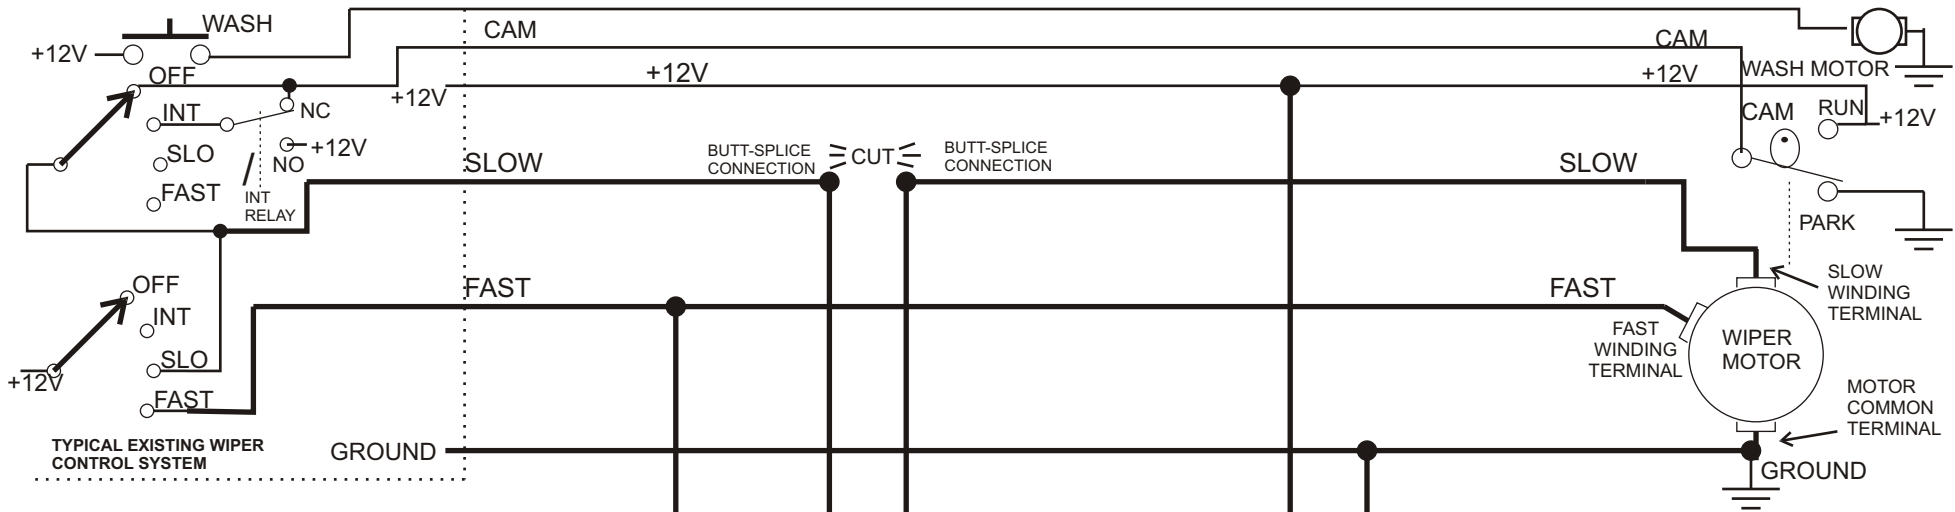 WASH
CAM
CAM
+12V
OFF
+12V
+12V
WASH MOTOR
+12V
INT
NC
CAM
RUN
+12V
SLO
NO
+12V
SLOW
BUTT-SPLICE
CONNECTION
CUT
BUTT-SPLICE
CONNECTION
SLOW
FAST
INT
RELAY
PARK
OFF
FAST
FAST
SLOW
WINDING
TERMINAL
INT
FAST
WINDING
TERMINAL
WIPER
MOTOR
SLO
+12V
FAST
MOTOR
COMMON
TERMINAL
TYPICAL EXISTING WIPER
CONTROL SYSTEM
GROUND
GROUND